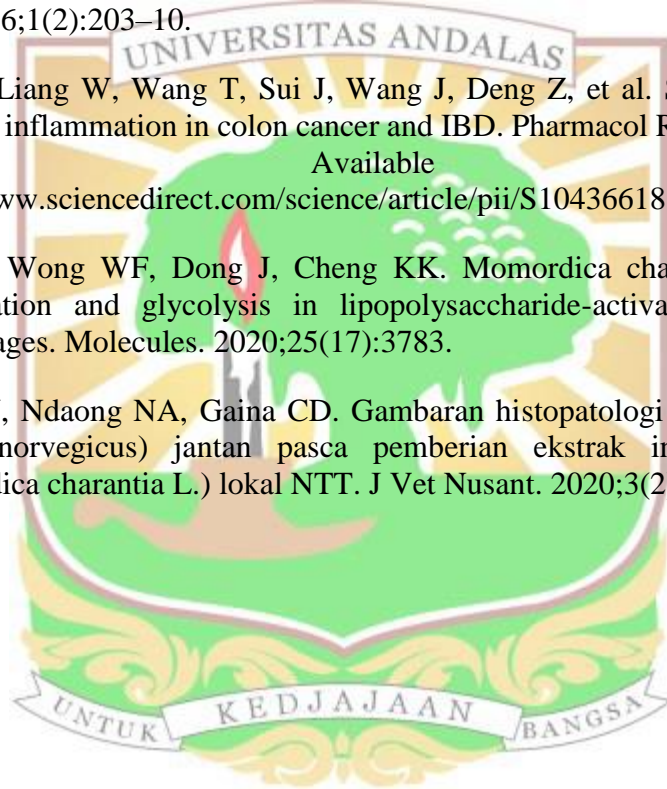 6;1(2):203–10.
UNIVERSITAS ANDALAS
Liang W, Wang T, Sui J, Wang J, Deng Z, et al.
inflammation in colon cancer and IBD. Pharmacol
Available
ww.sciencedirect.com/science/article/pii/S10436618
Wong WF, Dong J, Cheng KK. Momordica cha
ation and glycolysis in lipopolysaccharide-activa
ages. Molecules. 2020;25(17):3783.
, Ndaong NA, Gaina CD. Gambaran histopatologi
norvegicus) jantan pasca pemberian ekstrak in
dica charantia L.) lokal NTT. J Vet Nusant. 2020;3(2
UNTUK KEDJAJAAN BANGSA